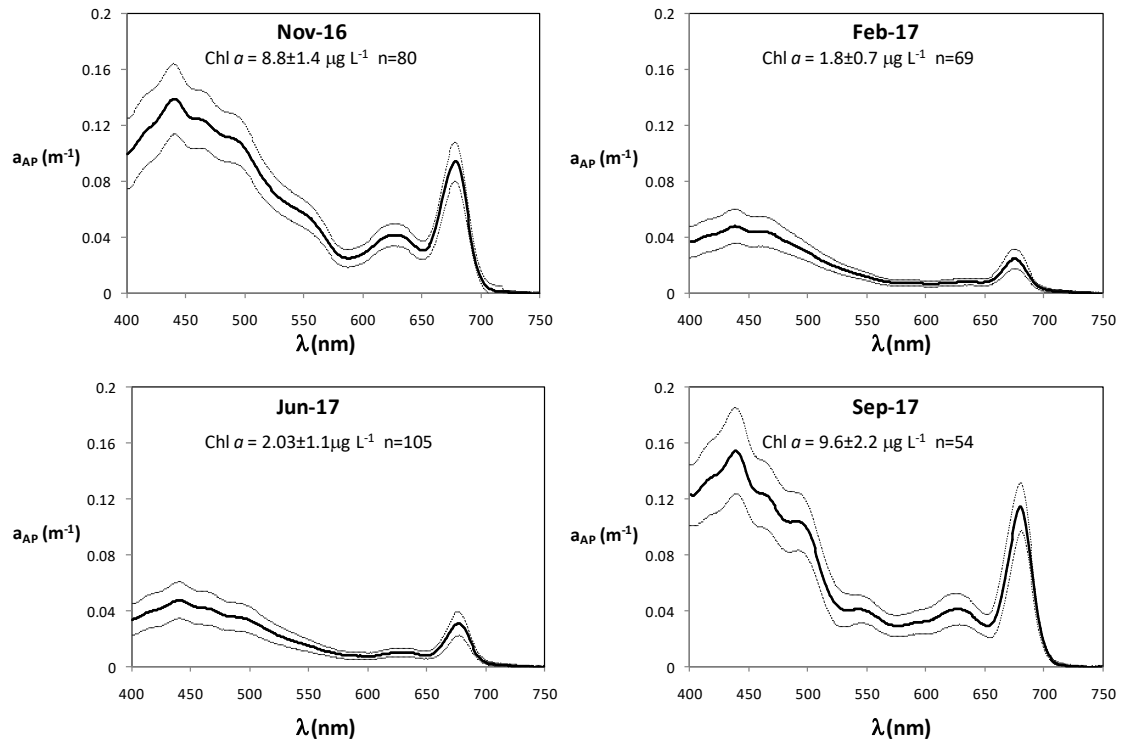 Nov-16
Chl a = 8.8±1.4 µg L-1 n=80
0.2
0.16
0.12
0.08
0.04
0
aAP (m-1)
400 450 500 550 600 650 700 750
λ(nm)
Feb-17
Chl a = 1.8±0.7 µg L-1 n=69
0.2
0.16
0.12
0.08
0.04
0
aAP (m-1)
400 450 500 550 600 650 700 750
λ(nm)
Jun-17
Chl a = 2.03±1.1µg L-1 n=105
0.2
0.16
0.12
0.08
0.04
0
aAP (m-1)
400 450 500 550 600 650 700 750
λ(nm)
Sep-17
Chl a = 9.6±2.2 µg L-1 n=54
0.2
0.16
0.12
0.08
0.04
0
aAP (m-1)
400 450 500 550 600 650 700 750
λ(nm)